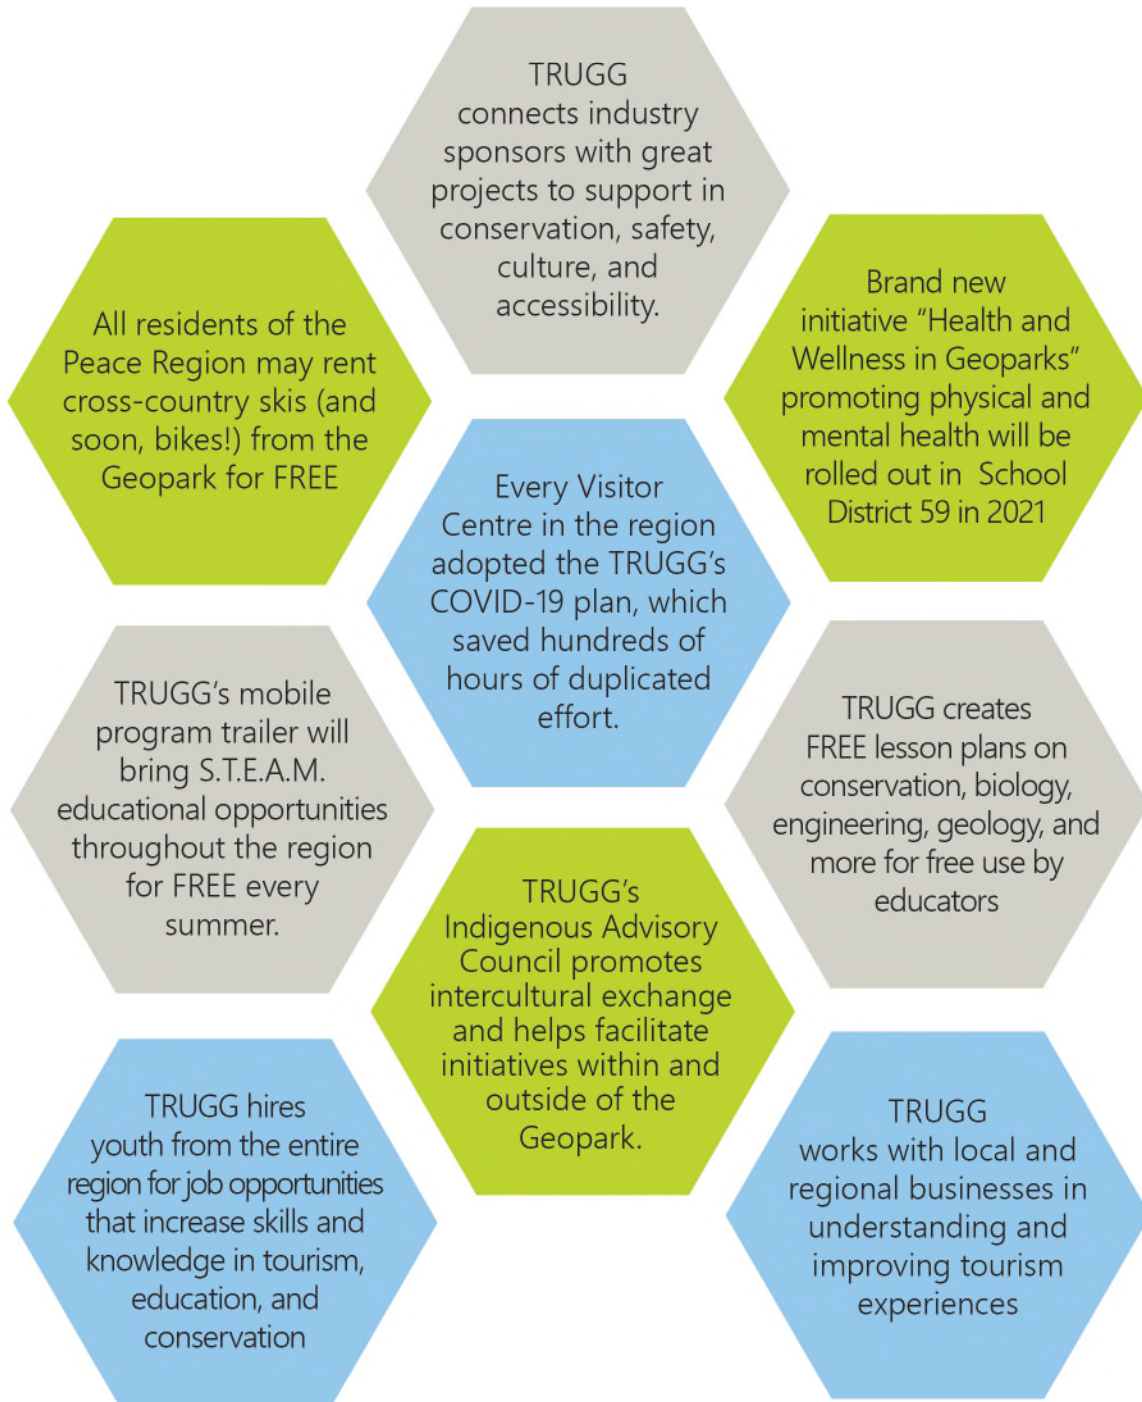 TRUGG
connects industry
sponsors with great
projects to support in
conservation, safety,
culture, and
accessibility.
All residents of the
Peace Region may rent
cross-country skis (and
soon, bikes!) from the
Geopark for FREE
Brand new
initiative “Health and
Wellness in Geoparks”
promoting physical and
mental health will be
rolled out in School
District 59 in 2021
Every Visitor
Centre in the region
adopted the TRUGG’s
COVID-19 plan, which
saved hundreds of
hours of duplicated
effort.
TRUGG’s mobile
program trailer will
bring S.T.E.A.M.
educational opportunities
throughout the region
for FREE every
summer.
TRUGG creates
FREE lesson plans on
conservation, biology,
engineering, geology, and
more for free use by
educators
TRUGG’s
Indigenous Advisory
Council promotes
intercultural exchange
and helps facilitate
initiatives within and
outside of the
Geopark.
TRUGG hires
youth from the entire
region for job opportunities
that increase skills and
knowledge in tourism,
education, and
conservation
TRUGG
works with local and
regional businesses in
understanding and
improving tourism
experiences